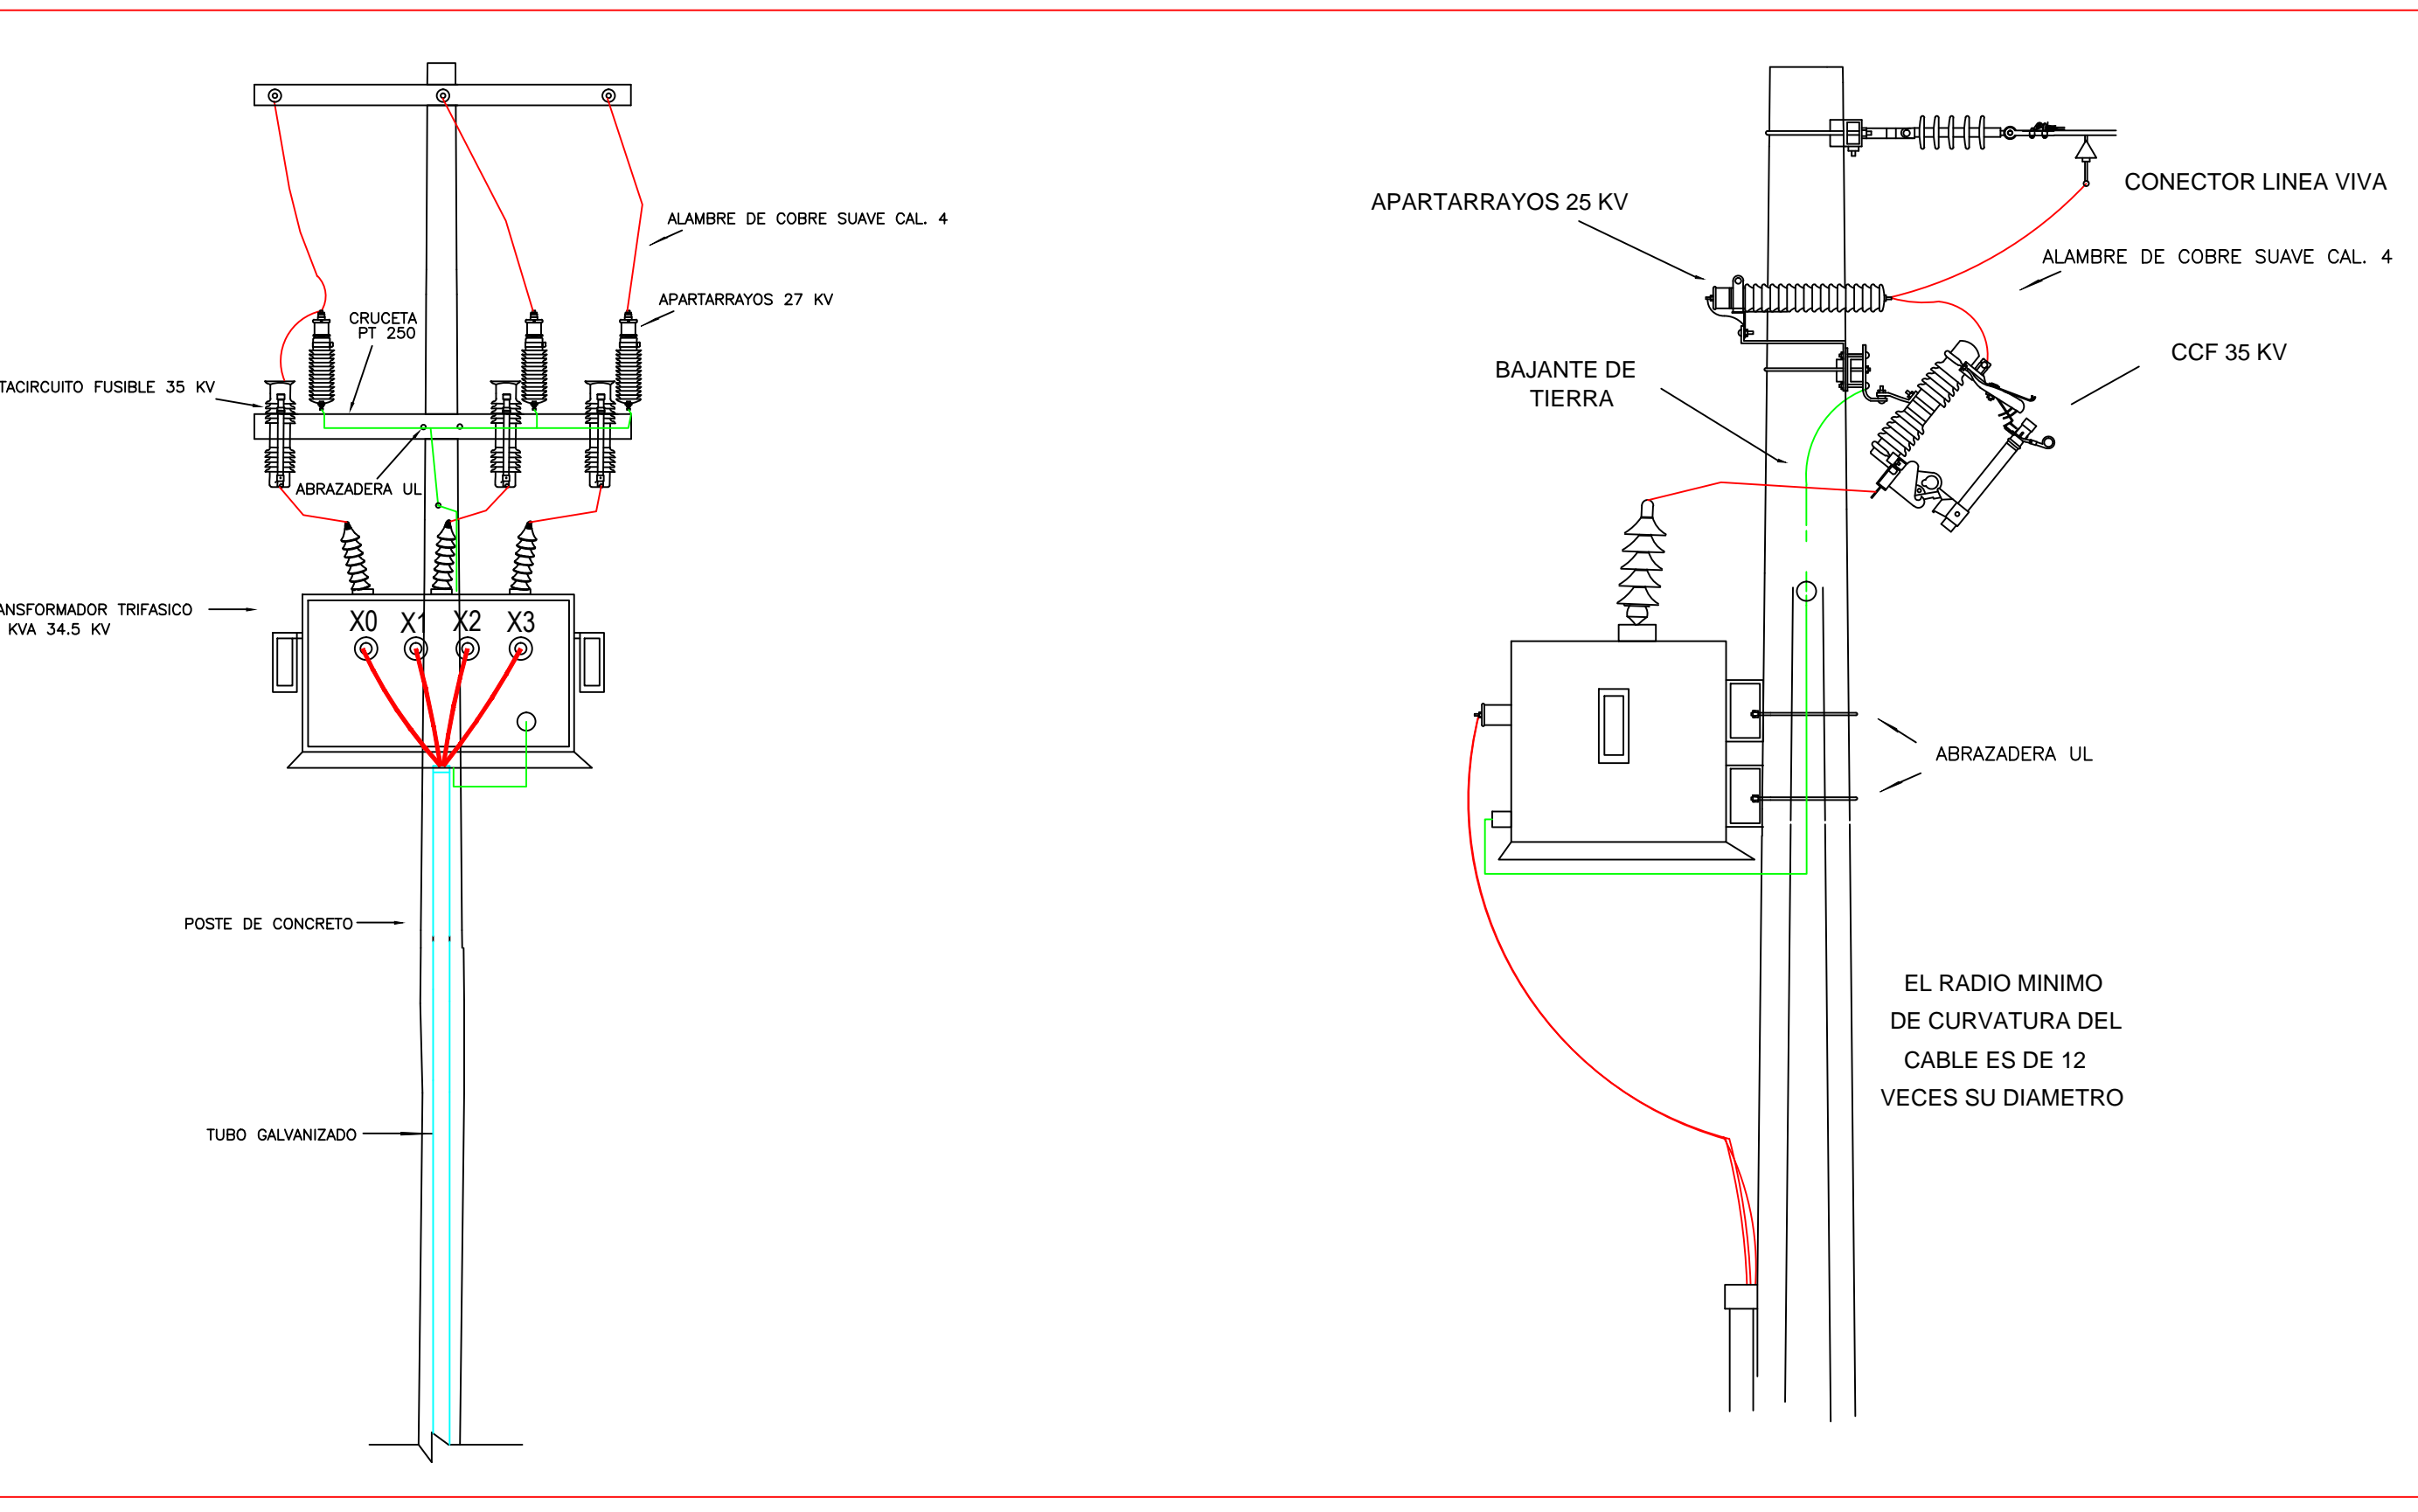 ALAMBRE DE COBRE SUAVE CAL. 4
APARTARRAYOS 27 KV
CRUCETA
PT 250
TACIRCUITO FUSIBLE 35 KV
ABRAZADERA UL
ANSFORMADOR TRIFASICO
KVA 34.5 KV
X0 X1 X2 X3
POSTE DE CONCRETO
TUBO GALVANIZADO
CONECTOR LINEA VIVA
APARTARRAYOS 25 KV
ALAMBRE DE COBRE SUAVE CAL. 4
CCF 35 KV
BAJANTE DE
TIERRA
ABRAZADERA UL
EL RADIO MINIMO
DE CURVATURA DEL
CABLE ES DE 12
VECES SU DIAMETRO